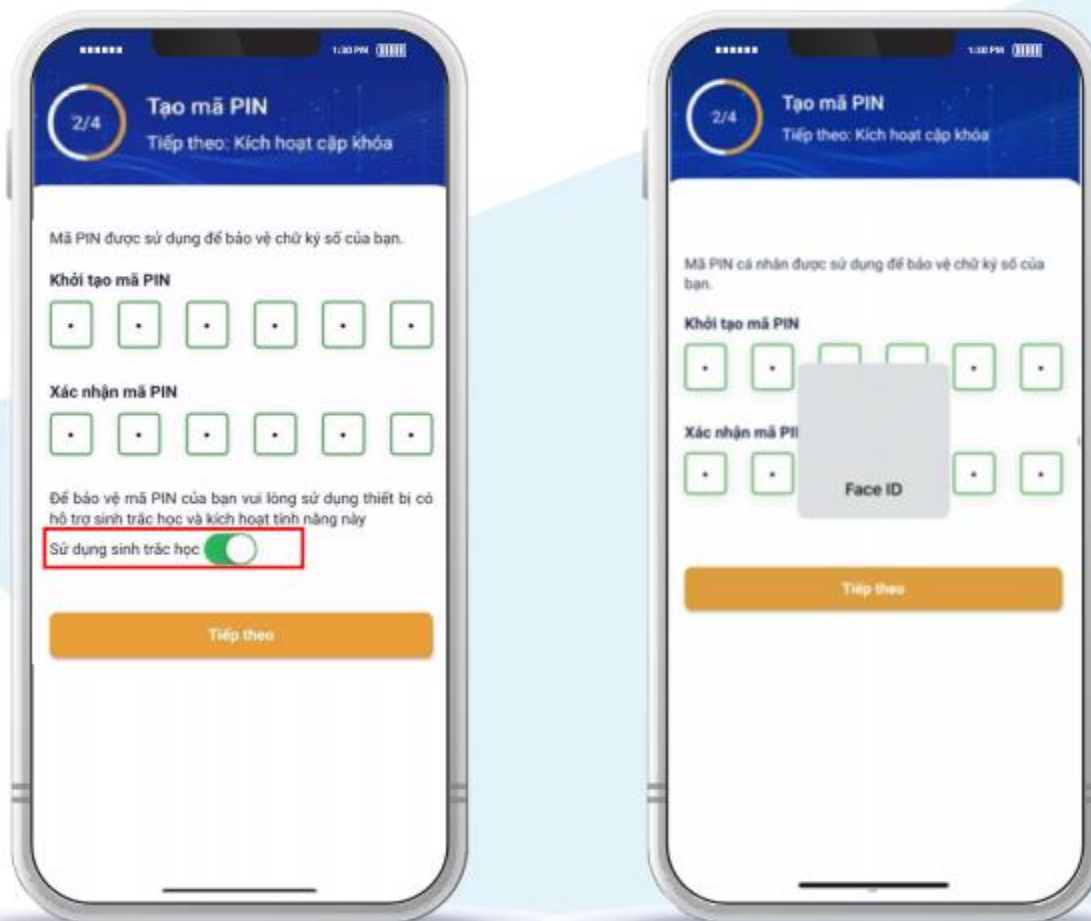 1:30 PM
2/4
Tạo mã PIN
Tiếp theo: Kích hoạt cặp khóa
Mã PIN được sử dụng để bảo vệ chữ ký số của bạn.
Khởi tạo mã PIN
Xác nhận mã PIN
Để bảo vệ mã PIN của bạn vui lòng sử dụng thiết bị có
hỗ trợ sinh trắc học và kích hoạt tính năng này
Sử dụng sinh trắc học
Tiếp theo
1:30 PM
2/4
Tạo mã PIN
Tiếp theo: Kích hoạt cặp khóa
Mã PIN cá nhân được sử dụng để bảo vệ chữ ký số của
bạn.
Khởi tạo mã PIN
Xác nhận mã PI
Face ID
Tiếp theo